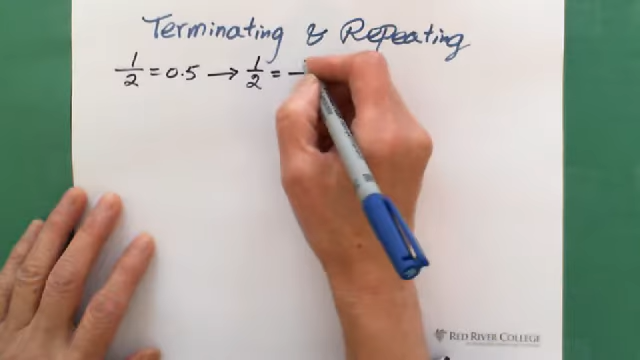 Terminating & Repeating
1/2 = 0.5 → 1/2 =
RED RIVER COLLEGE